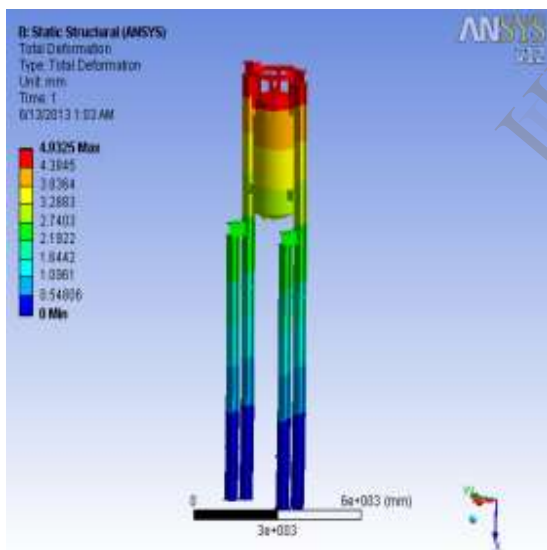 B: Static Structural (ANSYS)
Total Deformation
Type: Total Deformation
Unit: mm
Time: 1
6/13/2013 1:03 AM
4.9325 Max
4.3845
3.8364
3.2883
2.7403
2.1922
1.6442
1.0961
0.54806
0 Min
ANSYS
V12
0
6e+003 (mm)
3e+003